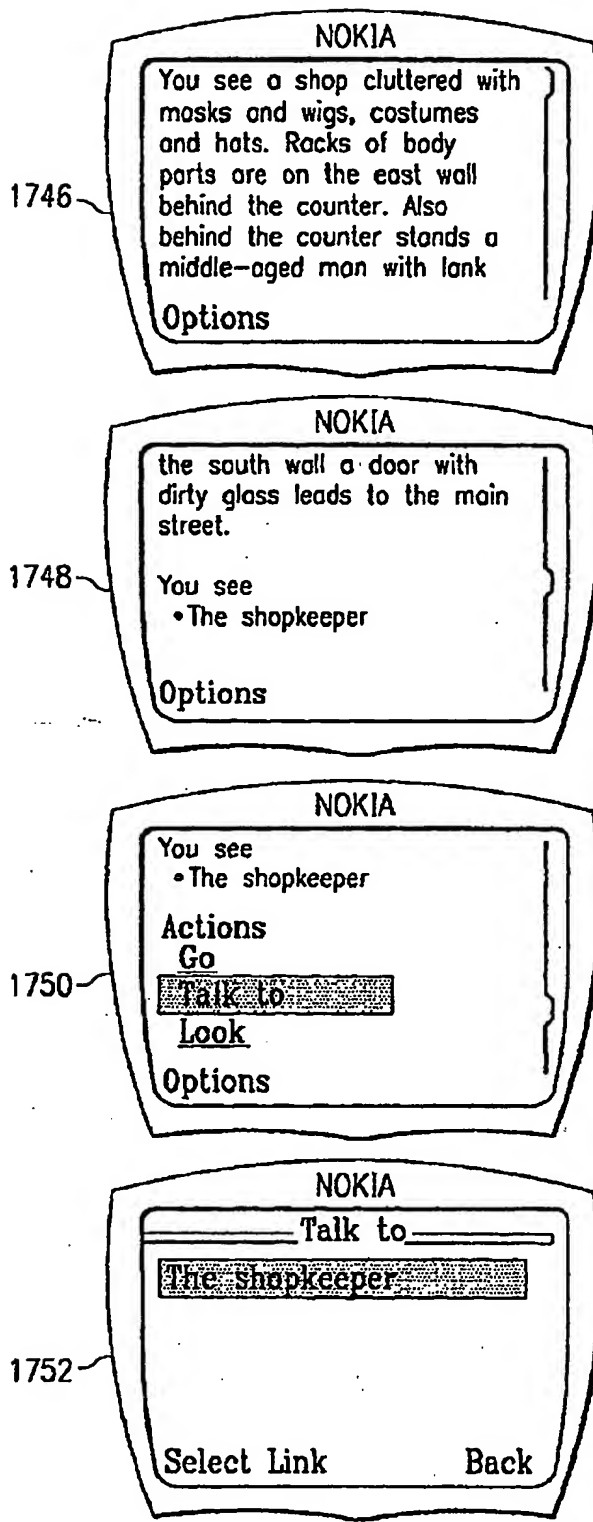 NOKIA
You see a shop cluttered with
masks and wigs, costumes
and hats. Racks of body
parts are on the east wall
behind the counter. Also
behind the counter stands a
middle-aged man with lank
Options
1746
NOKIA
the south wall a door with
dirty glass leads to the main
street.
You see
•The shopkeeper
Options
1748
NOKIA
You see
•The shopkeeper
Actions
Go
Talk to
Look
Options
1750
NOKIA
Talk to
The shopkeeper
Select Link Back
1752